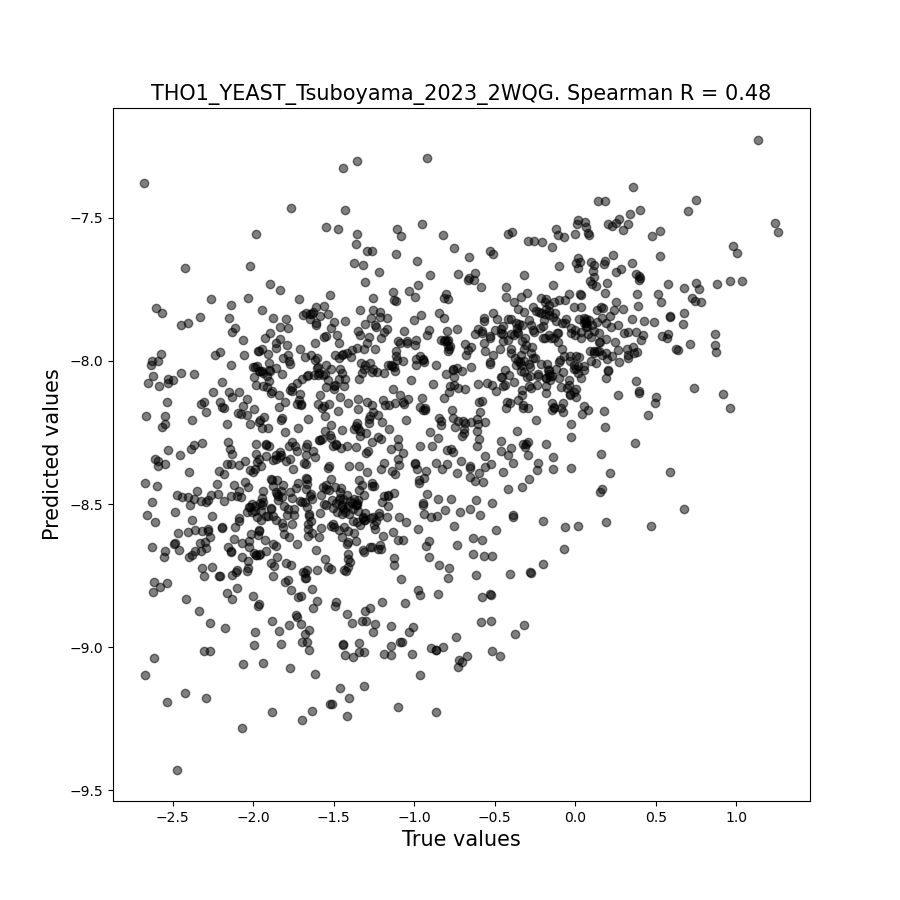 THO1_YEAST_Tsuboyama_2023_2WQG. Spearman R = 0.48
−7.5
−8.0
−8.5
−9.0
−9.5
Predicted values
−2.5 −2.0 −1.5 −1.0 −0.5 0.0 0.5 1.0
True values